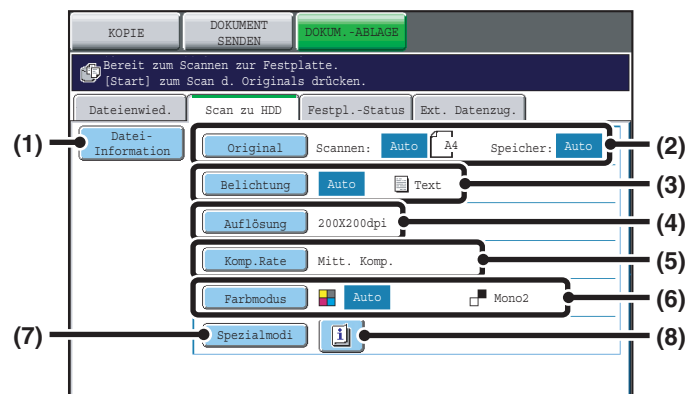 KOPIE
DOKUMENT
SENDEN
DOKUM.-ABLAGE
Bereit zum Scannen zur Festplatte.
[Start] zum Scan d. Originals drücken.
Dateienwied.
Scan zu HDD
Festpl.-Status
Ext. Datenzug.
(1)
Datei-
Information
Original
Scannen:
Auto
A4
Speicher:
Auto
(2)
Belichtung
Auto
Text
(3)
Auflösung
200X200dpi
(4)
Komp.Rate
Mitt. Komp.
(5)
Farbmodus
Auto
Mono2
(6)
(7)
Spezialmodi
i
(8)